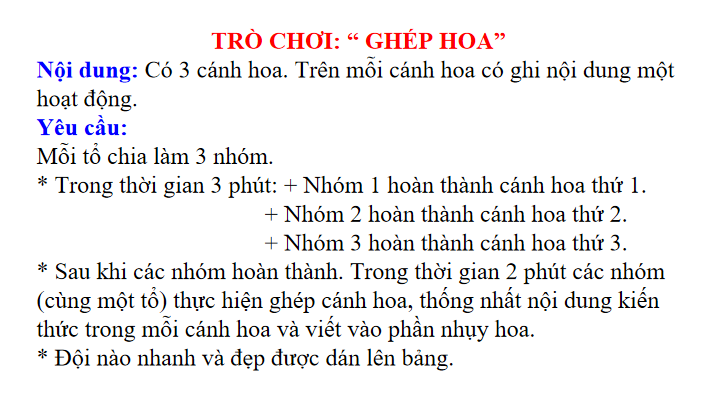 TRÒ CHƠI: “ GHÉP HOA”
Nội dung: Có 3 cánh hoa. Trên mỗi cánh hoa có ghi nội dung một
hoạt động.
Yêu cầu:
Mỗi tổ chia làm 3 nhóm.
* Trong thời gian 3 phút: + Nhóm 1 hoàn thành cánh hoa thứ 1.
+ Nhóm 2 hoàn thành cánh hoa thứ 2.
+ Nhóm 3 hoàn thành cánh hoa thứ 3.
* Sau khi các nhóm hoàn thành. Trong thời gian 2 phút các nhóm
(cùng một tổ) thực hiện ghép cánh hoa, thống nhất nội dung kiến
thức trong mỗi cánh hoa và viết vào phần nhụy hoa.
* Đội nào nhanh và đẹp được dán lên bảng.